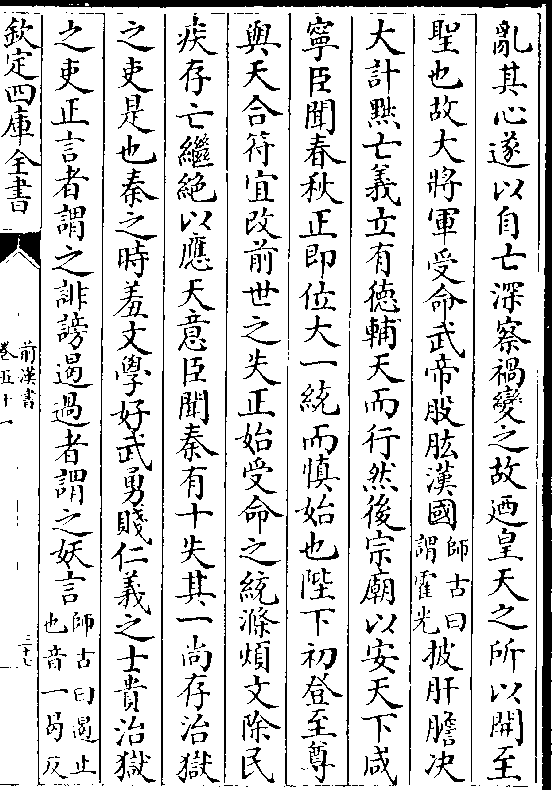 亂其心遂以自亡深察禍變之故廼皇天之所以開至
聖也故大將軍受命武帝股肱漢國師古曰謂霍光披肝膽决
大計黜亡義立有德輔天而行然後宗廟以安天下咸
寧臣聞春秋正即位大一統而慎始也陛下初登至尊
與天合符宜改前世之失正始受命之統滌煩文除民
疾存亡繼絶以應天意臣聞秦有十失其一尚存治獄
之吏是也秦之時羞文學好武勇賤仁義之士貴治獄
之吏正言者謂之誹謗遏過者謂之妖言師古曰遏止也音一曷反
欽定四庫全書
前漢書
卷五十一
三十七